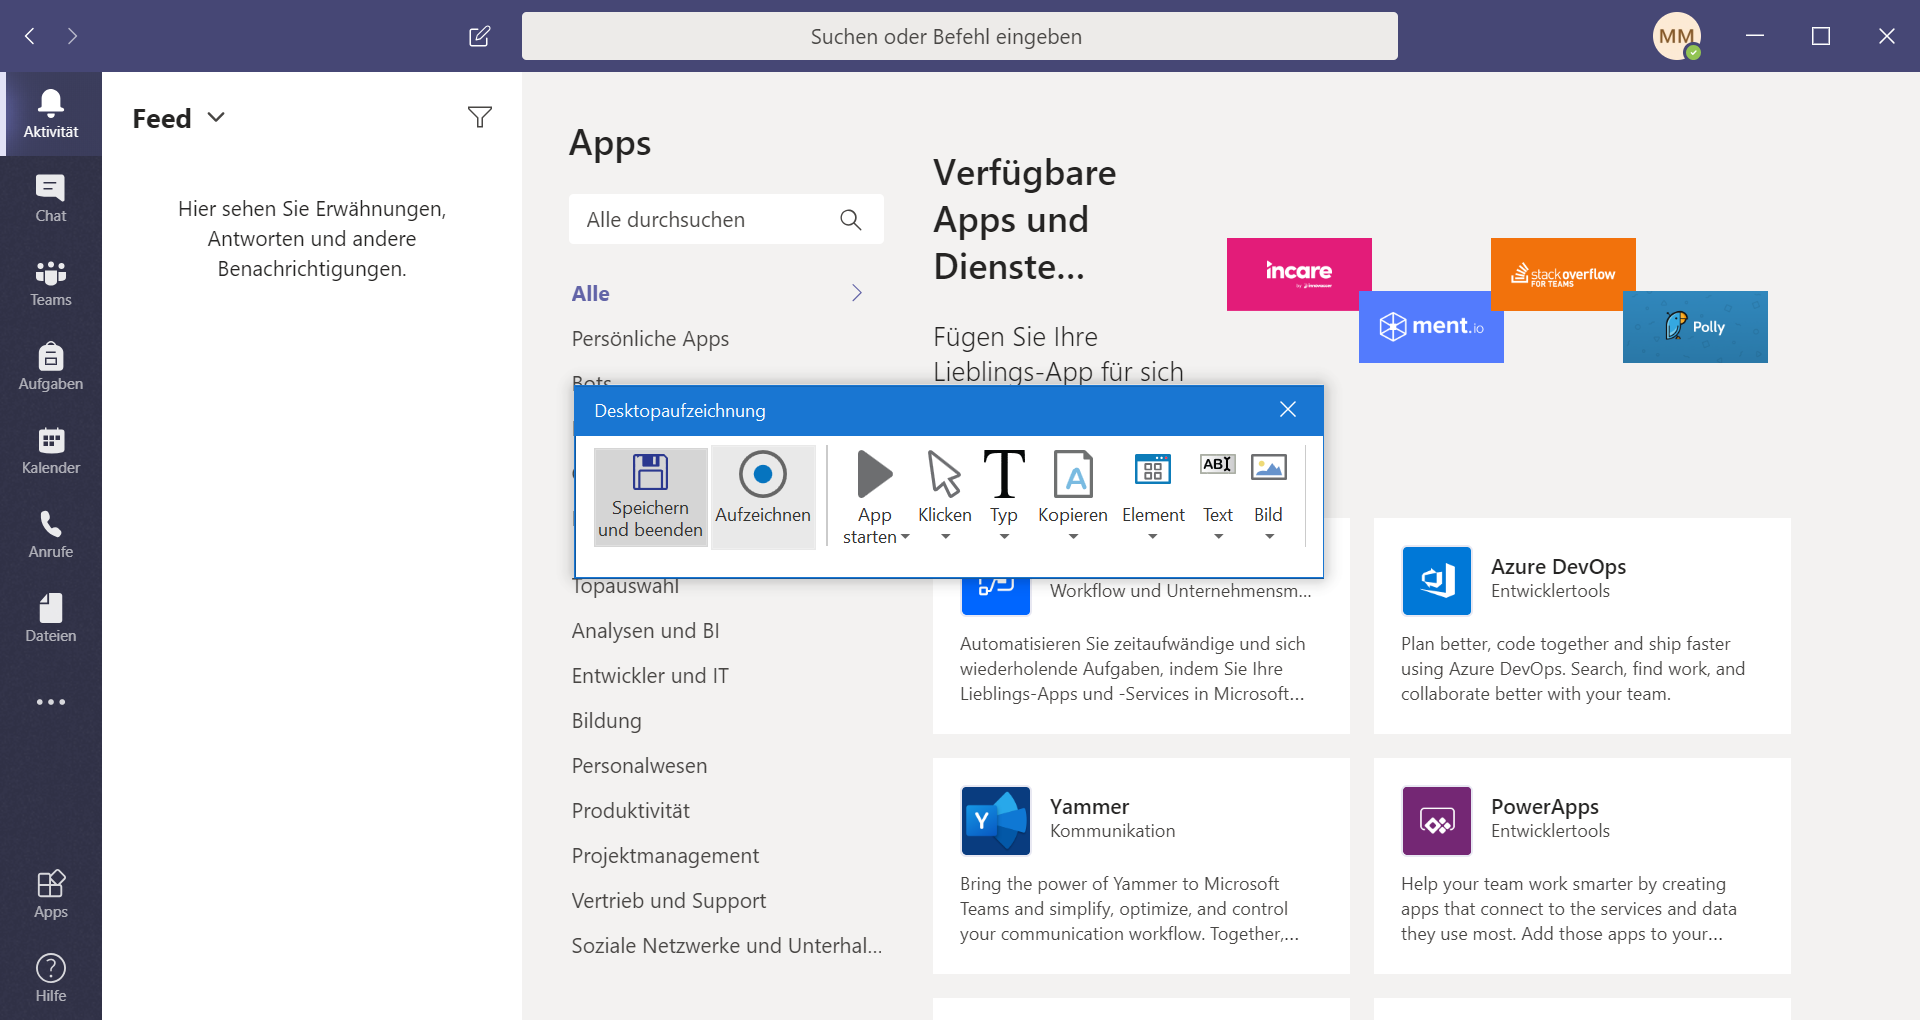 Suchen oder Befehl eingeben
MM
Aktivität
Chat
Teams
Aufgaben
Kalender
Anrufe
Dateien
Apps
Hilfe
Feed
Hier sehen Sie Erwähnungen,
Antworten und andere
Benachrichtigungen.
Apps
Alle durchsuchen
Alle
Persönliche Apps
Bots
Topauswahl
Analysen und BI
Entwickler und IT
Bildung
Personalwesen
Produktivität
Projektmanagement
Vertrieb und Support
Soziale Netzwerke und Unterhal...
Verfügbare
Apps und
Dienste...
Fügen Sie Ihre
Lieblings-App für sich
incare
ment.io
stackoverflow
FOR TEAMS
Polly
Desktopaufzeichnung
Speichern
und beenden
Aufzeichnen
App
starten
Klicken
T
Typ
A
Kopieren
Element
ABI
Text
Bild
Workflow und Unternehmensm...
Automatisieren Sie zeitaufwändige und sich
wiederholende Aufgaben, indem Sie Ihre
Lieblings-Apps und -Services in Microsoft...
Azure DevOps
Entwicklertools
Plan better, code together and ship faster
using Azure DevOps. Search, find work, and
collaborate better with your team.
Y
Yammer
Kommunikation
Bring the power of Yammer to Microsoft
Teams and simplify, optimize, and control
your communication workflow. Together,...
PowerApps
Entwicklertools
Help your team work smarter by creating
apps that connect to the services and data
they use most. Add those apps to your...